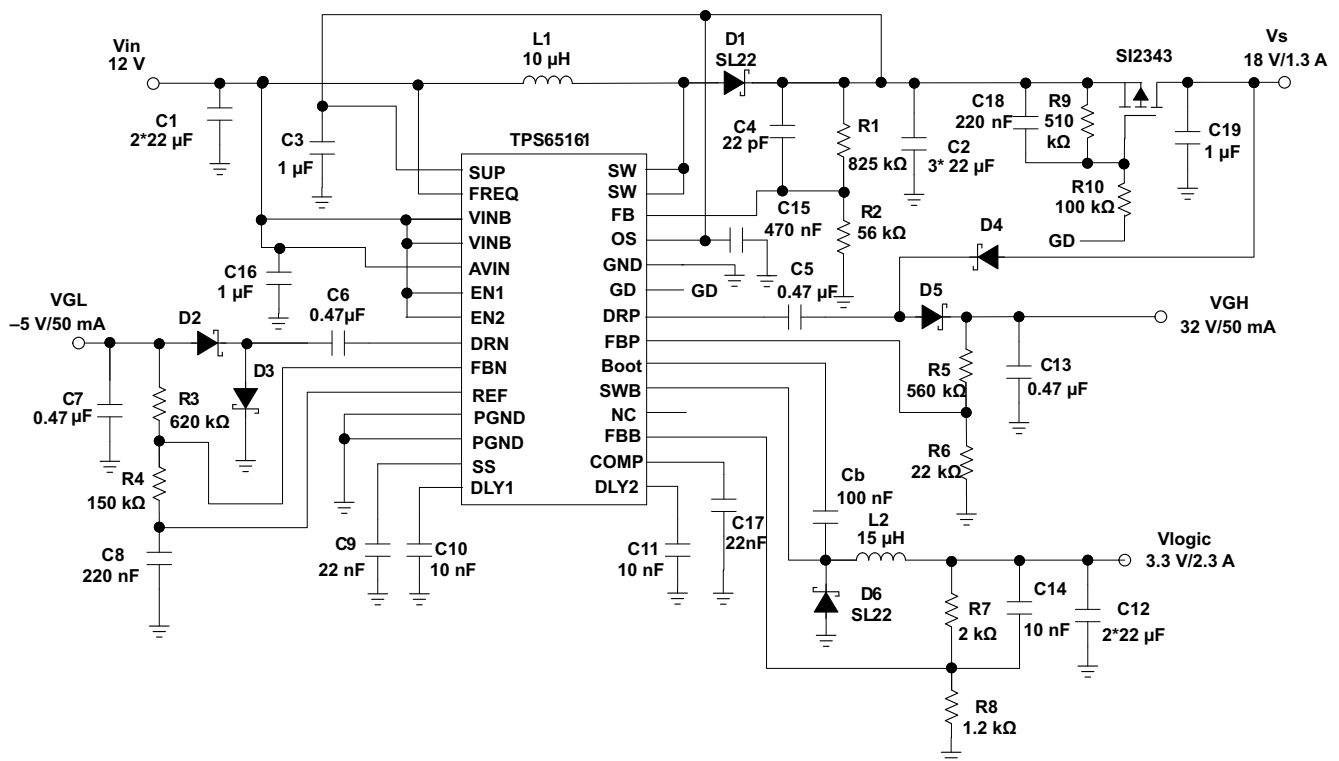 Vin
12 V
L1
10 µH
D1
SL22
SI2343
Vs
18 V/1.3 A
C1
2*22 µF
C3
1 µF
TPS65161
C4
22 pF
R1
825 kΩ
C2
3* 22 µF
C18
220 nF
R9
510
kΩ
C19
1 µF
R10
100 kΩ
GD
SUP
FREQ
VINB
VINB
AVIN
EN1
EN2
DRN
FBN
REF
PGND
PGND
SS
DLY1
SW
SW
FB
OS
GND
GD
DRP
FBP
Boot
SWB
NC
FBB
COMP
DLY2
GD
C15
470 nF
R2
56 kΩ
D4
C16
1 µF
C5
0.47 µF
D5
VGH
32 V/50 mA
VGL
–5 V/50 mA
D2
C6
0.47µF
D3
C7
0.47 µF
R3
620 kΩ
R5
560 kΩ
C13
0.47 µF
R4
150 kΩ
R6
22 kΩ
C8
220 nF
C9
22 nF
C10
10 nF
C11
10 nF
C17
22nF
Cb
100 nF
L2
15 µH
Vlogic
3.3 V/2.3 A
D6
SL22
R7
2 kΩ
C14
10 nF
C12
2*22 µF
R8
1.2 kΩ